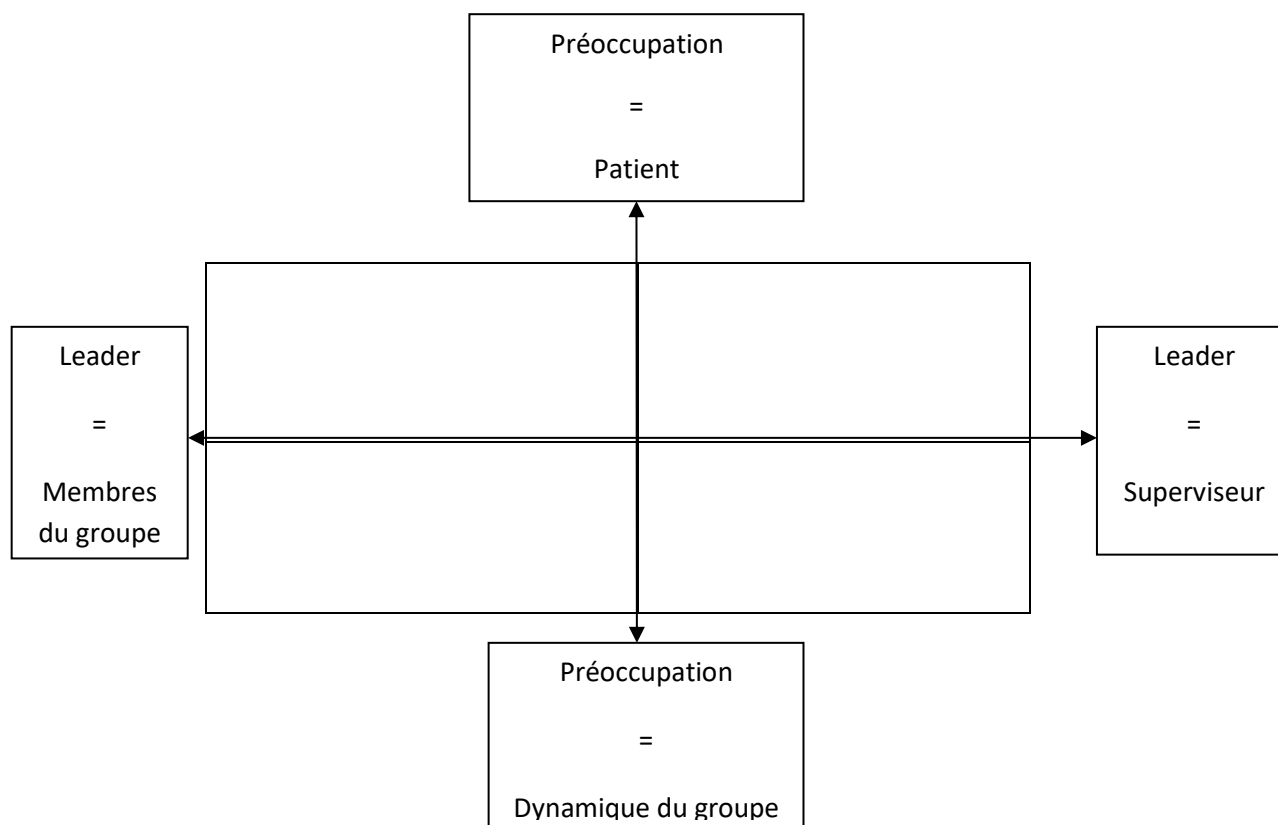 Préoccupation
=
Patient
Leader
=
Membres
du groupe
Leader
=
Superviseur
Préoccupation
=
Dynamique du groupe